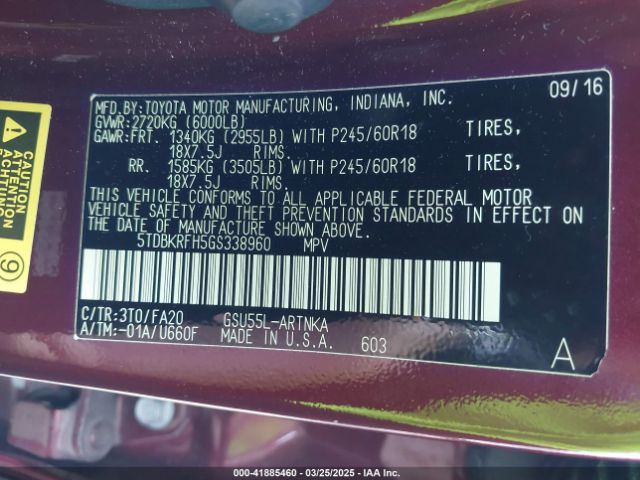 MFD.BY: TOYOTA MOTOR MANUFACTURING, INDIANA, INC. 09/16
GVWR: 2720KG (6000LB)
GAWR: FRT. 1340KG (2955LB) WITH P245/60R18 TIRES,
18X7.5J RIMS.
RR. 1585KG (3505LB) WITH P245/60R18 TIRES,
18X7.5J RIMS.
THIS VEHICLE CONFORMS TO ALL APPLICABLE FEDERAL MOTOR
VEHICLE SAFETY AND THEFT PREVENTION STANDARDS IN EFFECT ON
THE DATE OF MANUFACTURE SHOWN ABOVE.
5TDBKRFH5GS338960 MPV
C/TR: 3T0/FA20 GSU55L-ARTNKA
A/TM: -01A/U660F MADE IN U.S.A. 603
A
CAUTION
ATTENTION
ACHTUNG
9
000-41885460 - 03/25/2025 - IAA Inc.